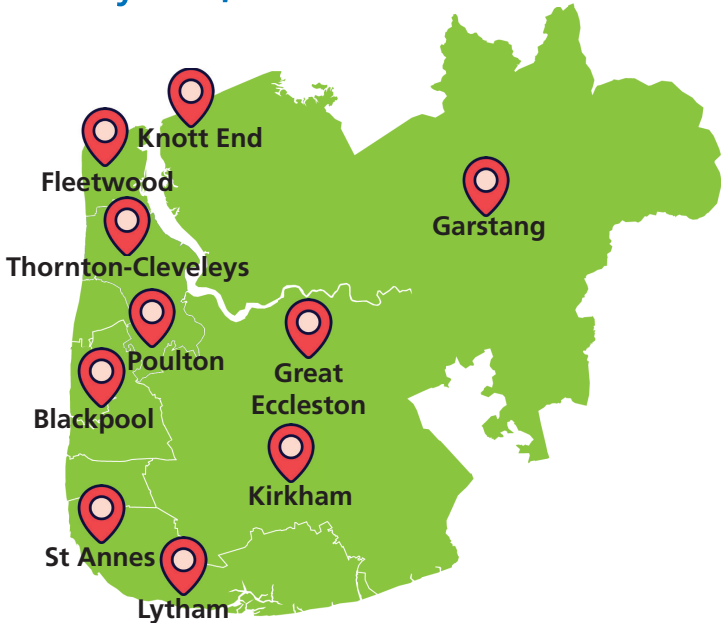 Knott End
Fleetwood
Garstang
Thornton-Cleveleys
Poulton
Great
Eccleston
Blackpool
Kirkham
St Annes
Lytham